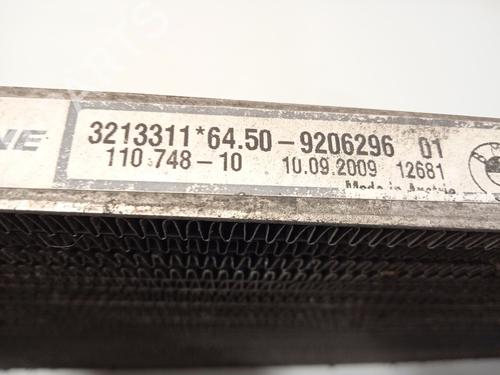 NE
3213311*64.50-9206296 01
110 748-10 10.09.2009 12681
Made in Austria